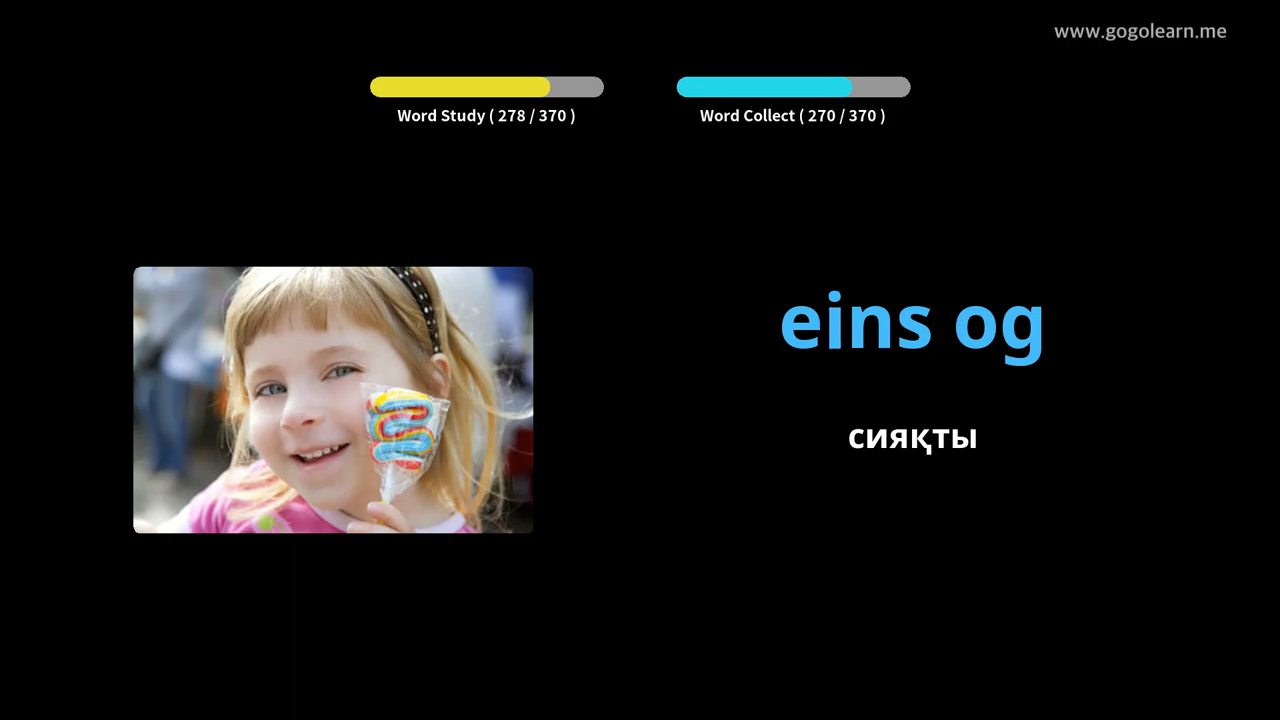 www.gogolearn.me
Word Study ( 278 / 370 )
Word Collect ( 270 / 370 )
eins og
сияқты